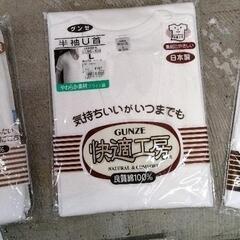 グンゼ
半袖U首
L
やわらか素材
日本製
気持ちいいがいつまでも
GUNZE
快適工房
NATURAL & COMFORT
良質綿100%